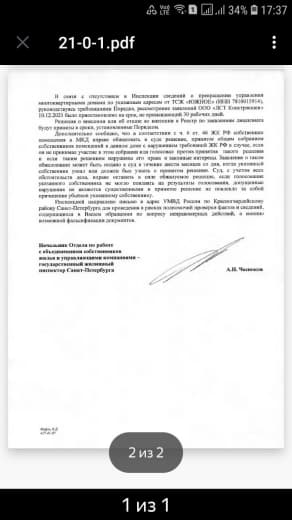 34% 17:37
21-0-1.pdf
В связи с отсутствием в Инспекции сведений о прекращении управления
многоквартирными домами по указанным адресам от ТСЖ «ЮЖНОЕ» (ИНН
руководствуясь требованиями Порядка, рассмотрение заявлений ООО
10.12.2021 было приостановлено на срок, не превышающий 30 рабочих дней.
Решения о внесении или об отказе во внесении в Реестр по заявлениям лицензиата
будут приняты в сроки, установленные Порядком.
Дополнительно сообщаю, что в соответствии с ч. 6 ст. 46 ЖК РФ собственник
помещения в МКД вправе обжаловать в суде решения, принятое общим собранием
собственников помещений в данном доме с нарушением требований ЖК РФ в случае, если
он не принимал участие в этом собрании или голосовал против принятия такого решения
и если таким решением нарушены его права и законные интересы. Заявление о таком
обжаловании может быть подано в суд в течение шести месяцев со дня, когда указанный
собственник узнал или должен был узнать о принятом решении. Суд, с учетом всех
обстоятельств дела, вправе оставить в силе обжалуемое решение, если голосование
указанного собственника не могло повлиять на результаты голосования, допущенные
нарушения не являются существенными и принятое решение не повлекло за собой
причинение убытков указанному собственнику.
Инспекцией направлено письмо в адрес УМВД России по Красногвардейскому
району Санкт-Петербурга для проведения в рамках полномочий проверки фактов и сведений,
содержащихся в Вашем обращении по вопросу неправомерных действий, а именно
возможной фальсификации документов.
Начальник Отдела по работе
с объединениями собственников
жилья и управляющими компаниями –
государственный жилищный
инспектор Санкт-Петербурга
А.Н.
2 из 2
1 из 1